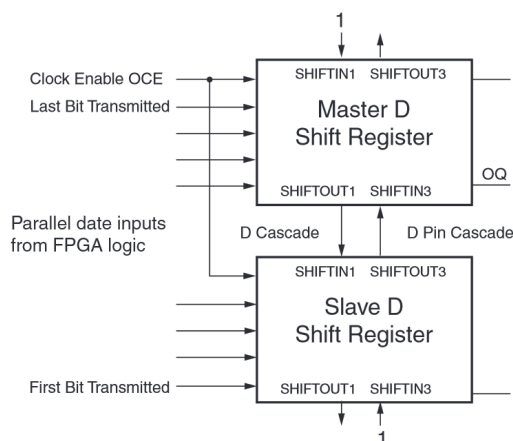 1
Clock Enable OCE
SHIFTIN1 SHIFTOUT3
Last Bit Transmitted
Master D
Shift Register
OQ
SHIFTOUT1 SHIFTIN3
Parallel date inputs
from FPGA logic
D Cascade
D Pin Cascade
SHIFTIN1 SHIFTOUT3
Slave D
Shift Register
First Bit Transmitted
SHIFTOUT1 SHIFTIN3
1